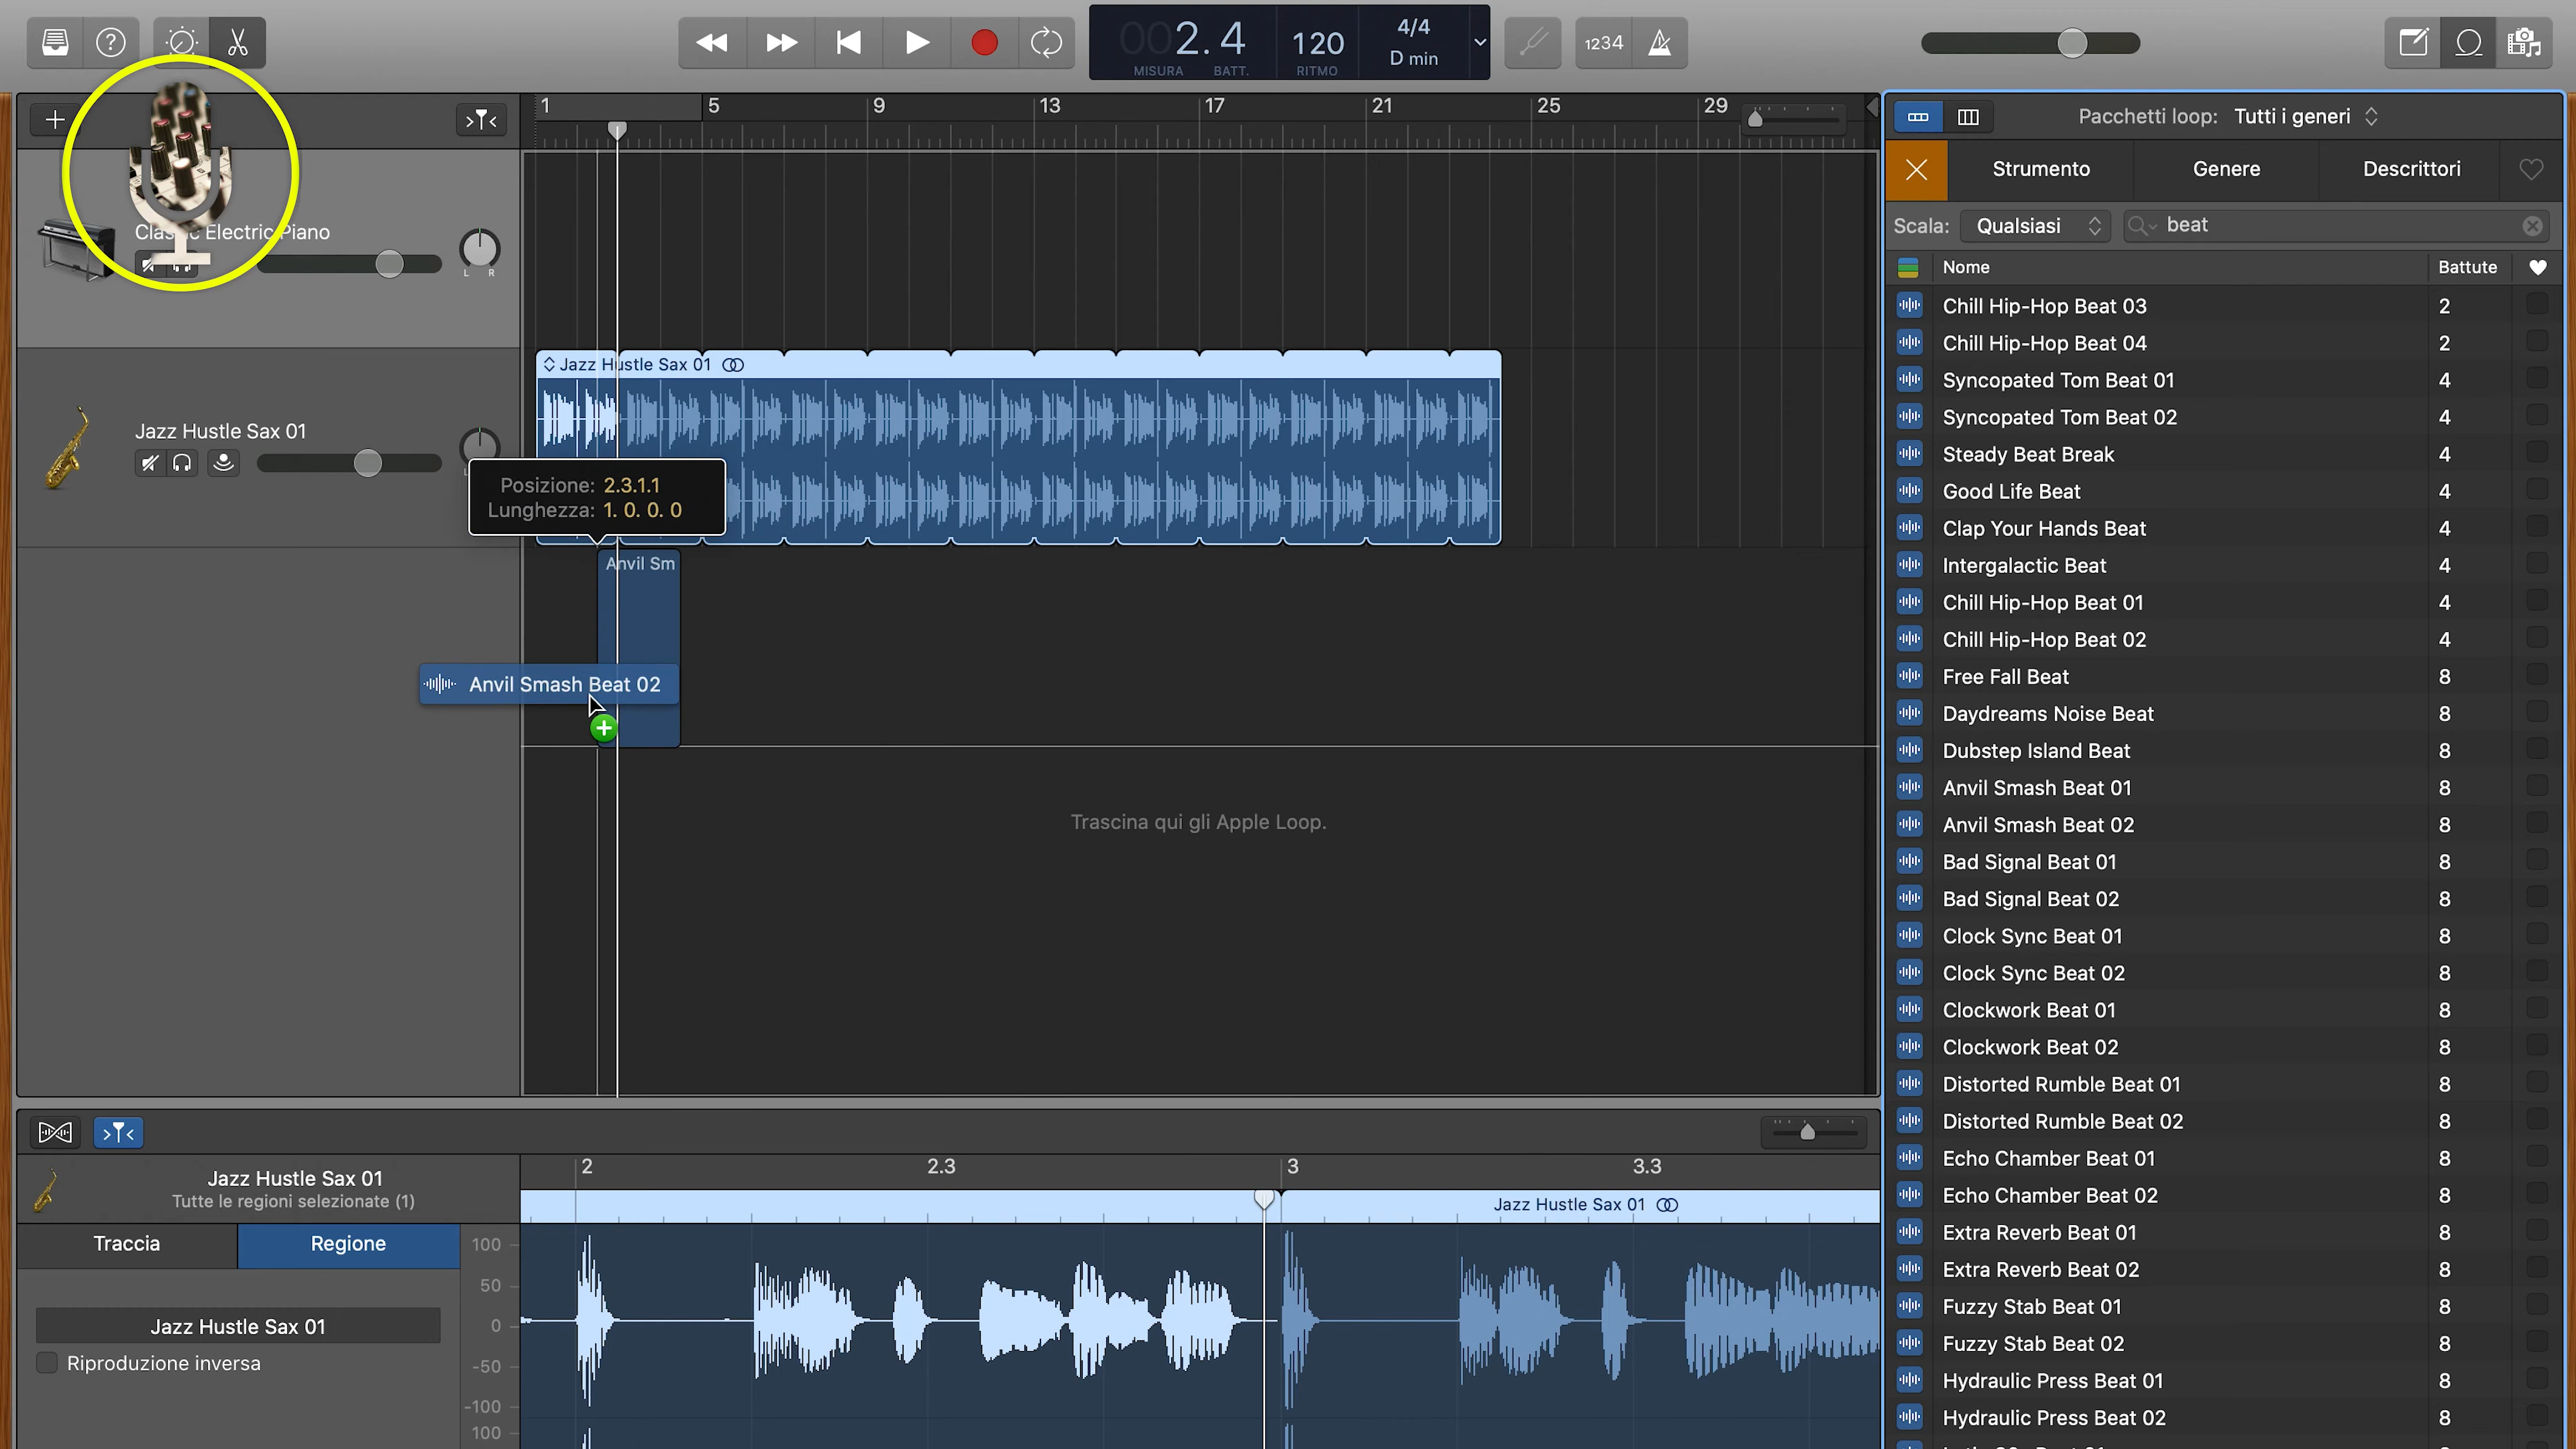 002.4
120
4/4
D min
MISURA
BATT.
RITMO
1234
1
5
9
13
17
21
25
29
Pacchetti loop: Tutti i generi
Strumento
Genere
Descrittori
Scala: Qualsiasi
beat
Nome
Battute
Classic Electric Piano
L R
Jazz Hustle Sax 01
Jazz Hustle Sax 01
Posizione: 2.3.1.1
Lunghezza: 1. 0. 0. 0
Anvil Sm
Anvil Smash Beat 02
Trascina qui gli Apple Loop.
Chill Hip-Hop Beat 03 2
Chill Hip-Hop Beat 04 2
Syncopated Tom Beat 01 4
Syncopated Tom Beat 02 4
Steady Beat Break 4
Good Life Beat 4
Clap Your Hands Beat 4
Intergalactic Beat 4
Chill Hip-Hop Beat 01 4
Chill Hip-Hop Beat 02 4
Free Fall Beat 8
Daydreams Noise Beat 8
Dubstep Island Beat 8
Anvil Smash Beat 01 8
Anvil Smash Beat 02 8
Bad Signal Beat 01 8
Bad Signal Beat 02 8
Clock Sync Beat 01 8
Clock Sync Beat 02 8
Clockwork Beat 01 8
Clockwork Beat 02 8
Distorted Rumble Beat 01 8
Distorted Rumble Beat 02 8
Echo Chamber Beat 01 8
Echo Chamber Beat 02 8
Extra Reverb Beat 01 8
Extra Reverb Beat 02 8
Fuzzy Stab Beat 01 8
Fuzzy Stab Beat 02 8
Hydraulic Press Beat 01 8
Hydraulic Press Beat 02 8
Jazz Hustle Sax 01
Tutte le regioni selezionate (1)
2
2.3
3
3.3
Jazz Hustle Sax 01
Traccia
Regione
Jazz Hustle Sax 01
Riproduzione inversa
100
50
0
-50
-100
100